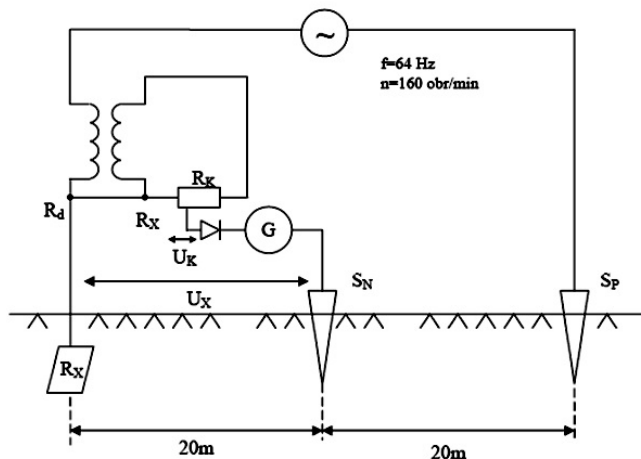 ~
f=64 Hz
n=160 obr/min
R_K
R_d
R_X
G
U_K
U_X
S_N
S_P
R_X
20m
20m